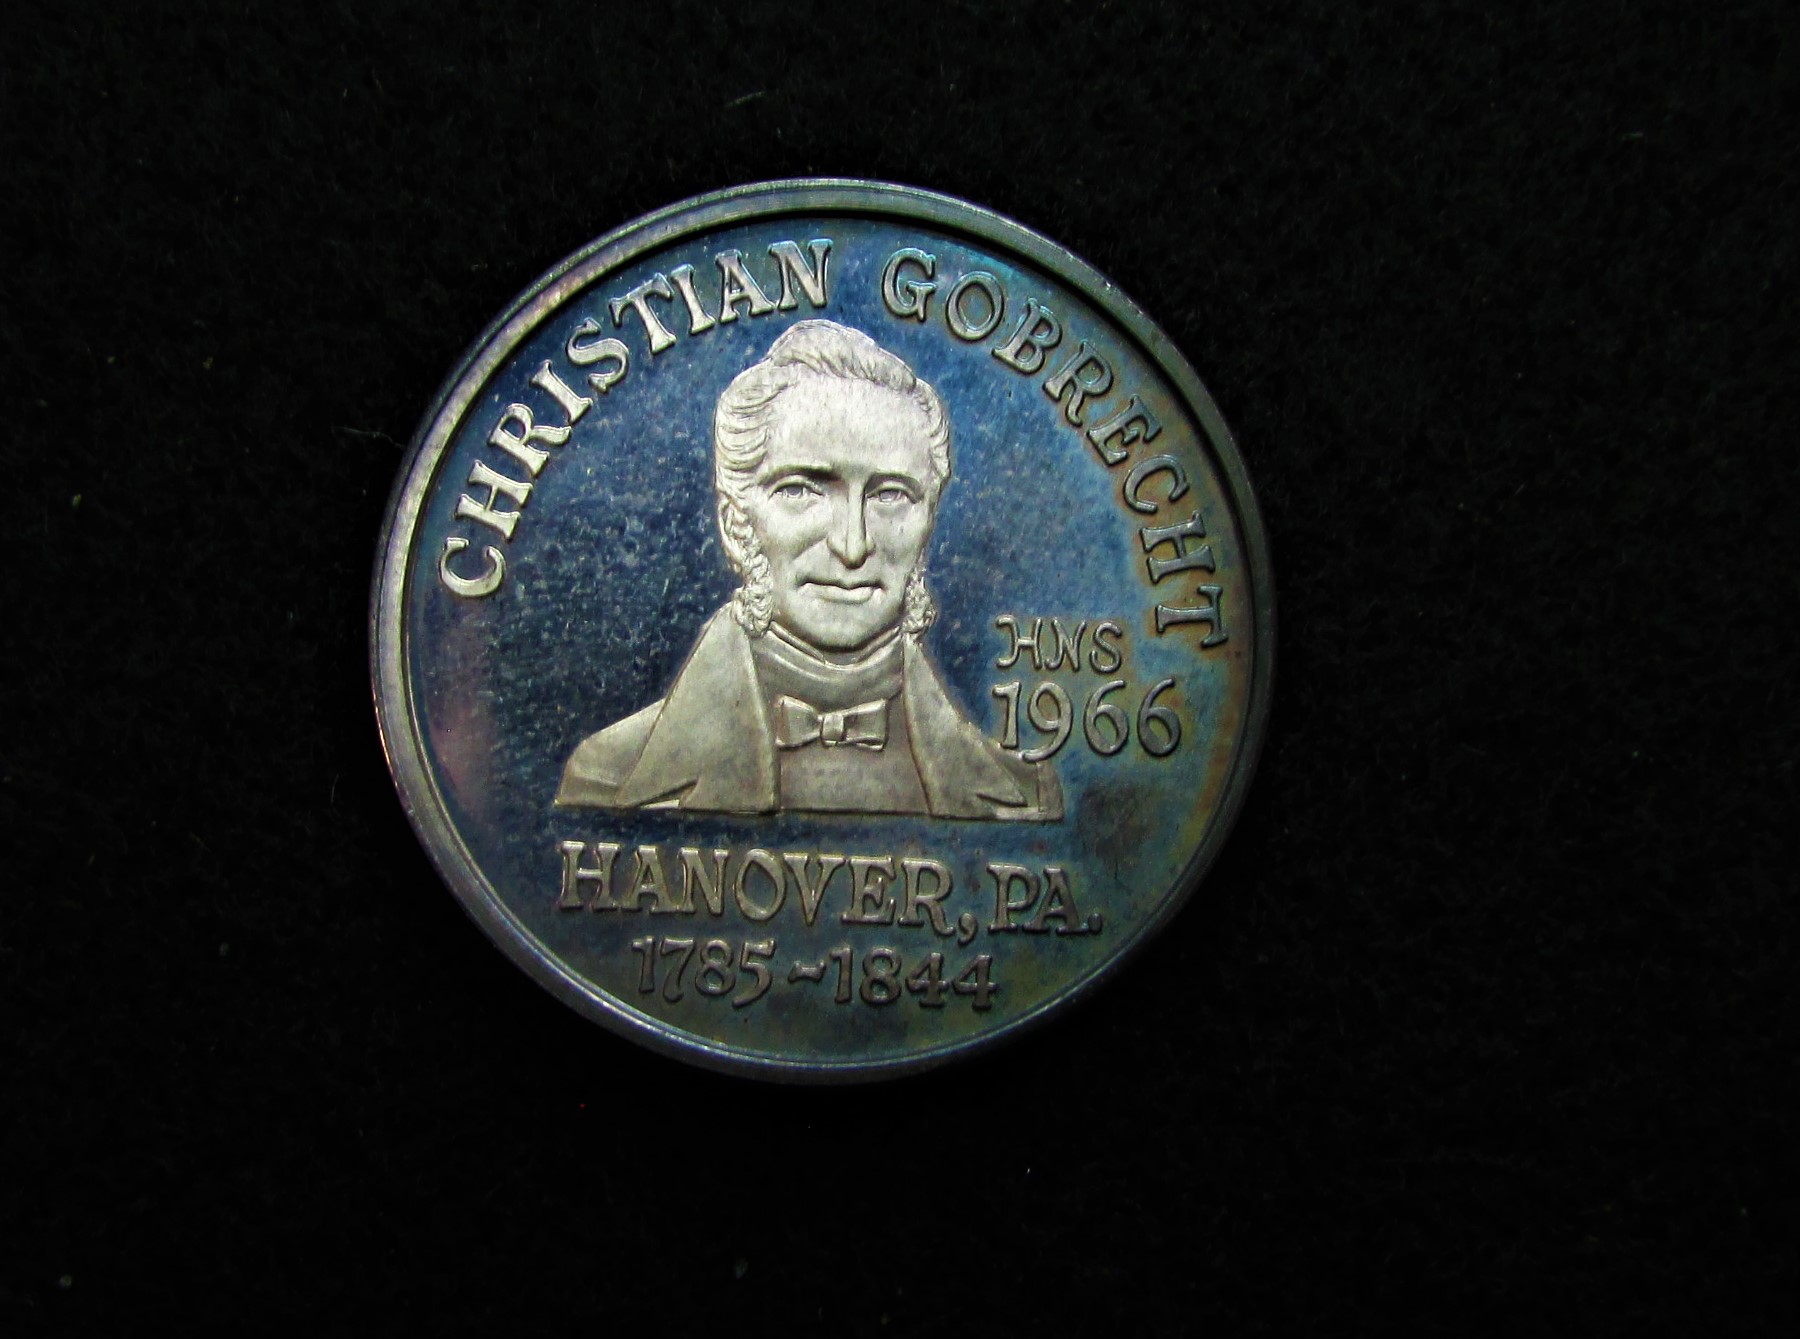 CHRISTIAN GOBRECHT
HNS
1966
HANOVER, PA.
1785-1844